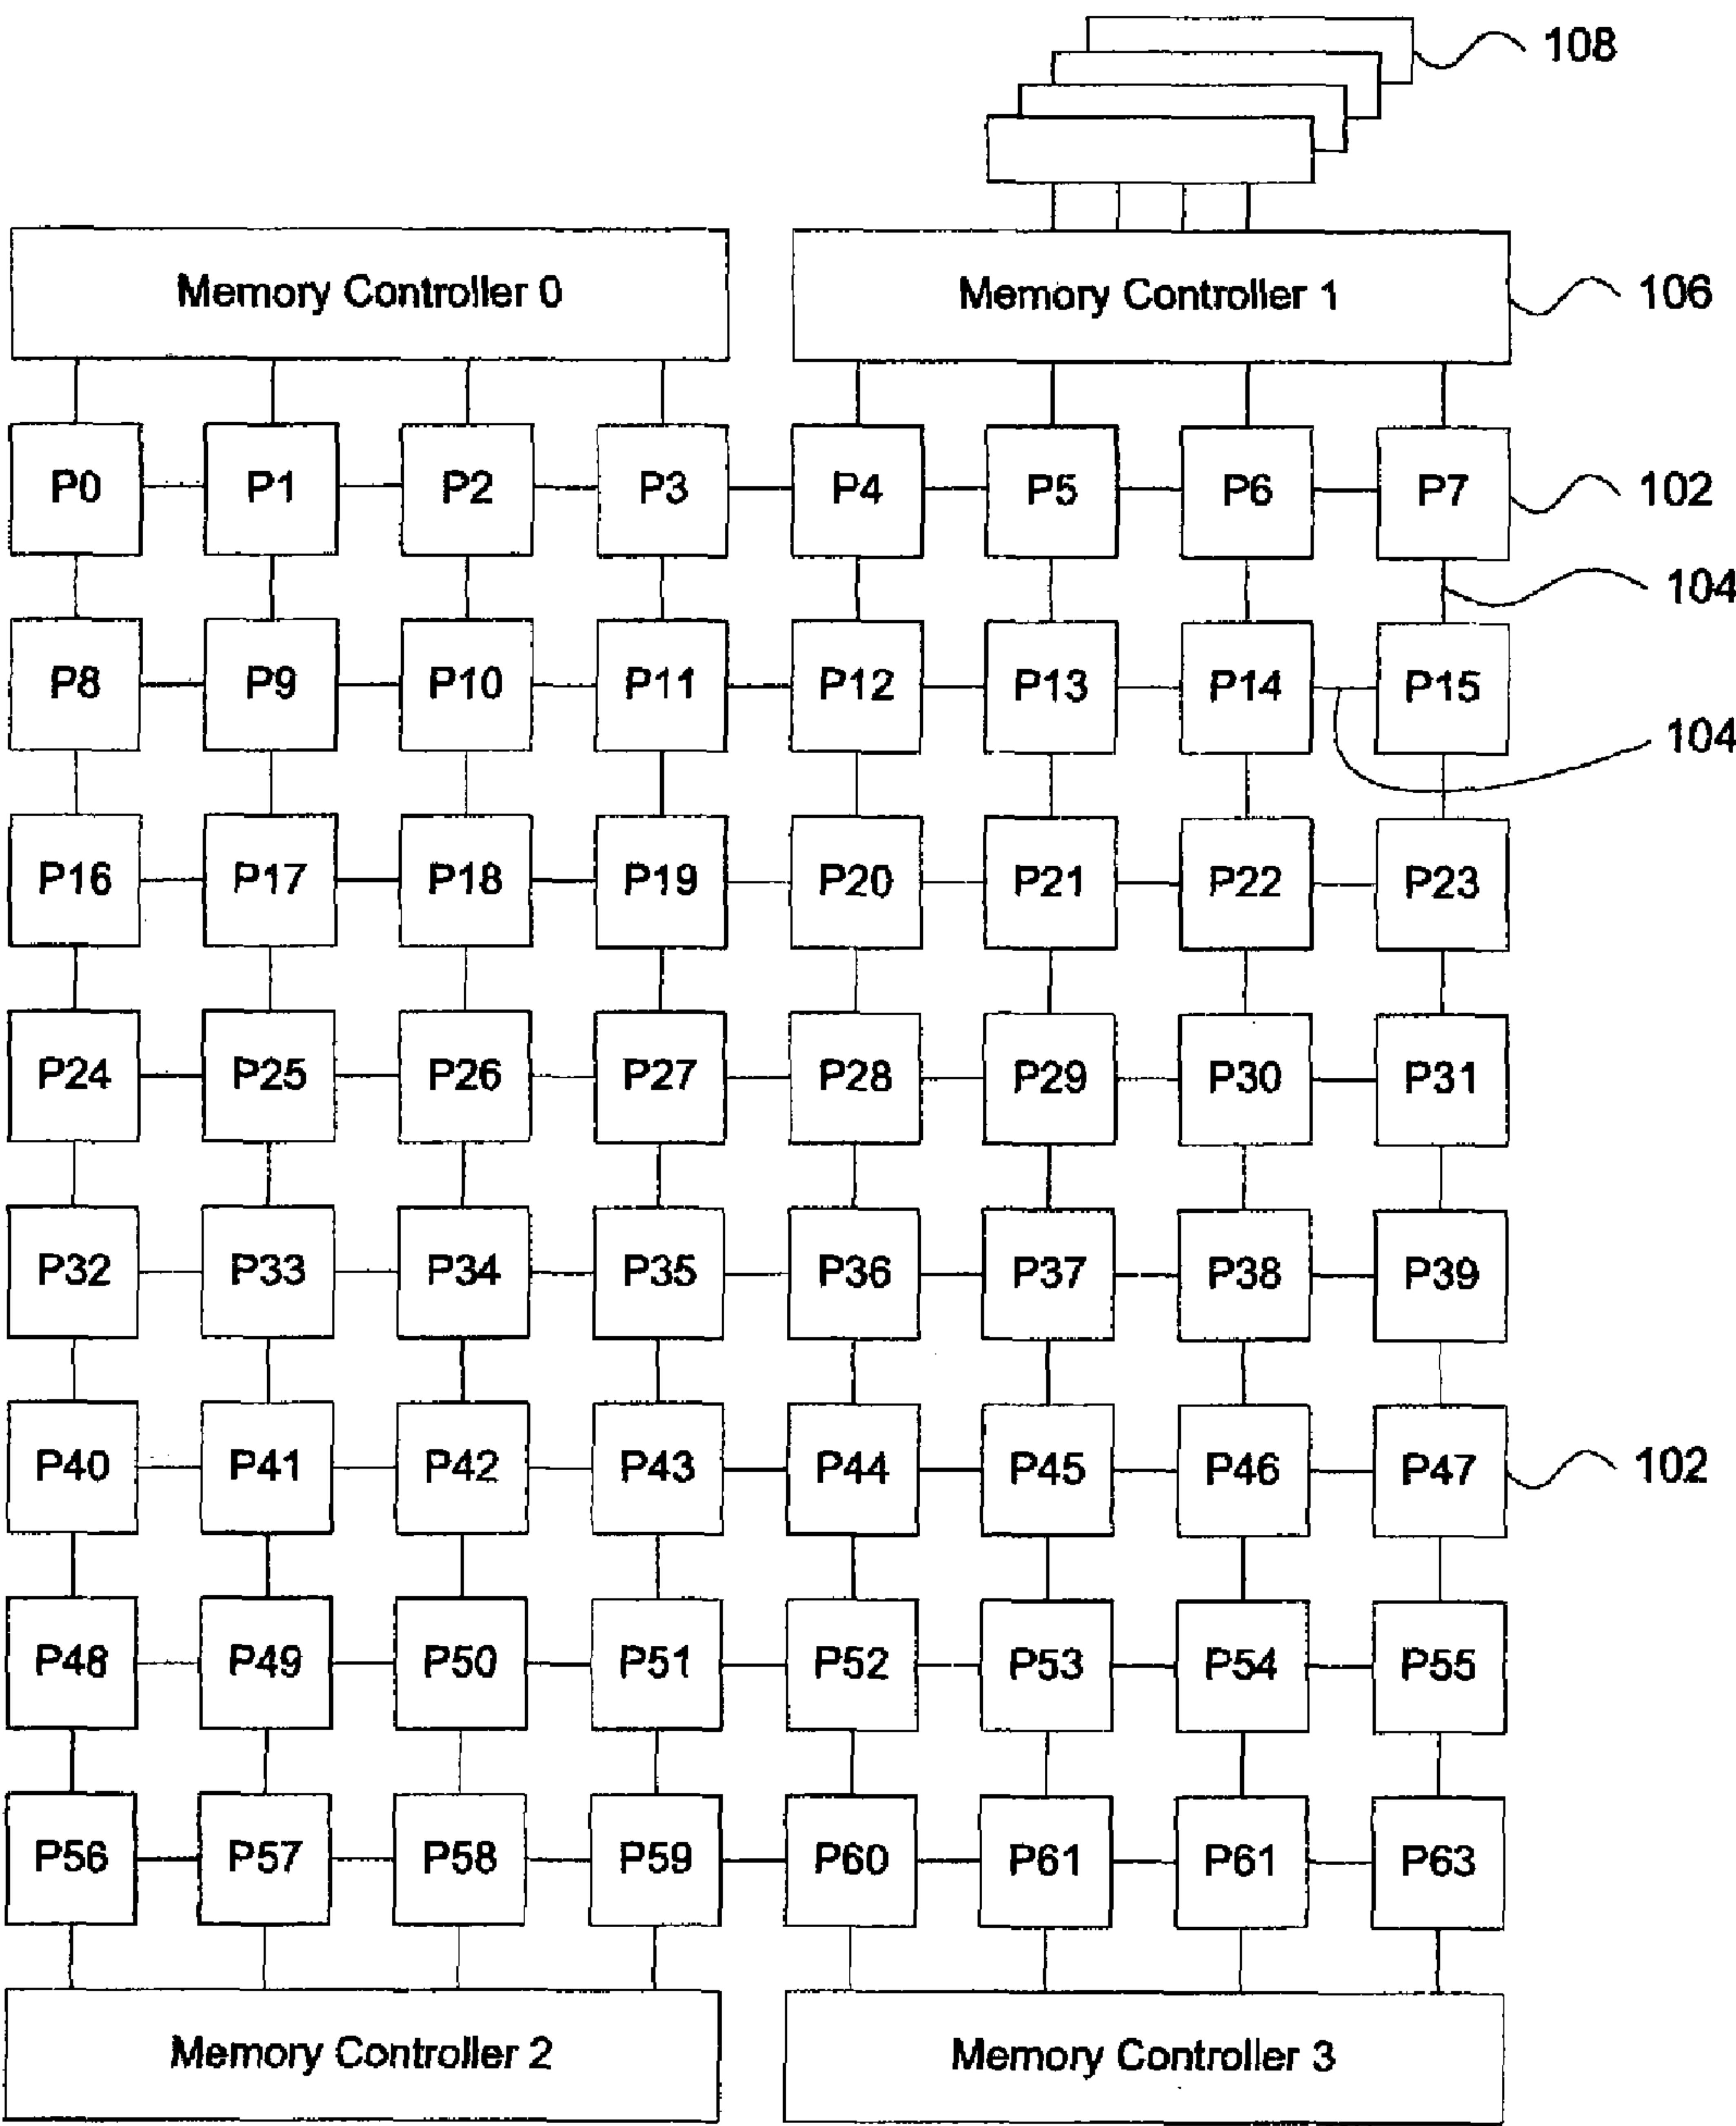 108
Memory Controller 0 Memory Controller 1 106
P0 P1 P2 P3 P4 P5 P6 P7 102
104
P8 P9 P10 P11 P12 P13 P14 P15
104
P16 P17 P18 P19 P20 P21 P22 P23
P24 P25 P26 P27 P28 P29 P30 P31
P32 P33 P34 P35 P36 P37 P38 P39
P40 P41 P42 P43 P44 P45 P46 P47 102
P48 P49 P50 P51 P52 P53 P54 P55
P56 P57 P58 P59 P60 P61 P61 P63
Memory Controller 2 Memory Controller 3